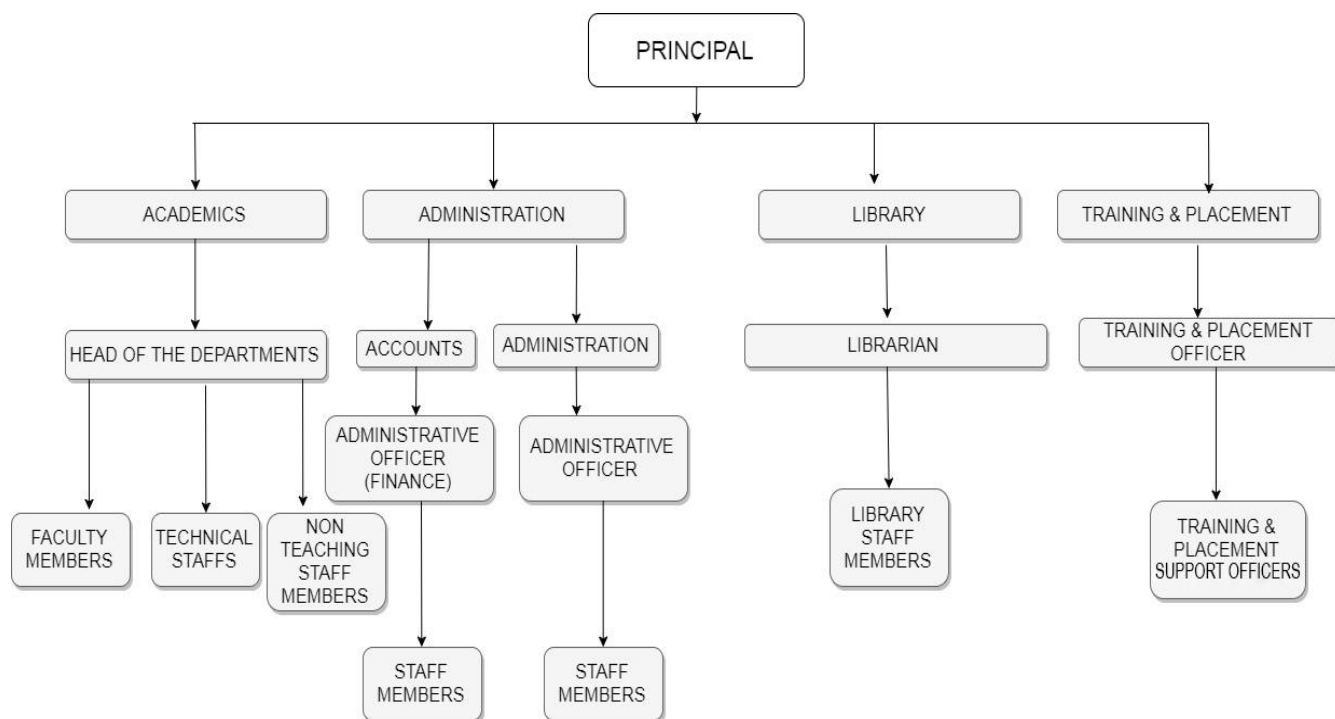 PRINCIPAL
ACADEMICS
ADMINISTRATION
LIBRARY
TRAINING & PLACEMENT
HEAD OF THE DEPARTMENTS
ACCOUNTS
ADMINISTRATION
LIBRARIAN
TRAINING & PLACEMENT
OFFICER
ADMINISTRATIVE
OFFICER
(FINANCE)
ADMINISTRATIVE
OFFICER
FACULTY
MEMBERS
TECHNICAL
STAFFS
NON
TEACHING
STAFF
MEMBERS
LIBRARY
STAFF
MEMBERS
TRAINING &
PLACEMENT
SUPPORT OFFICERS
STAFF
MEMBERS
STAFF
MEMBERS